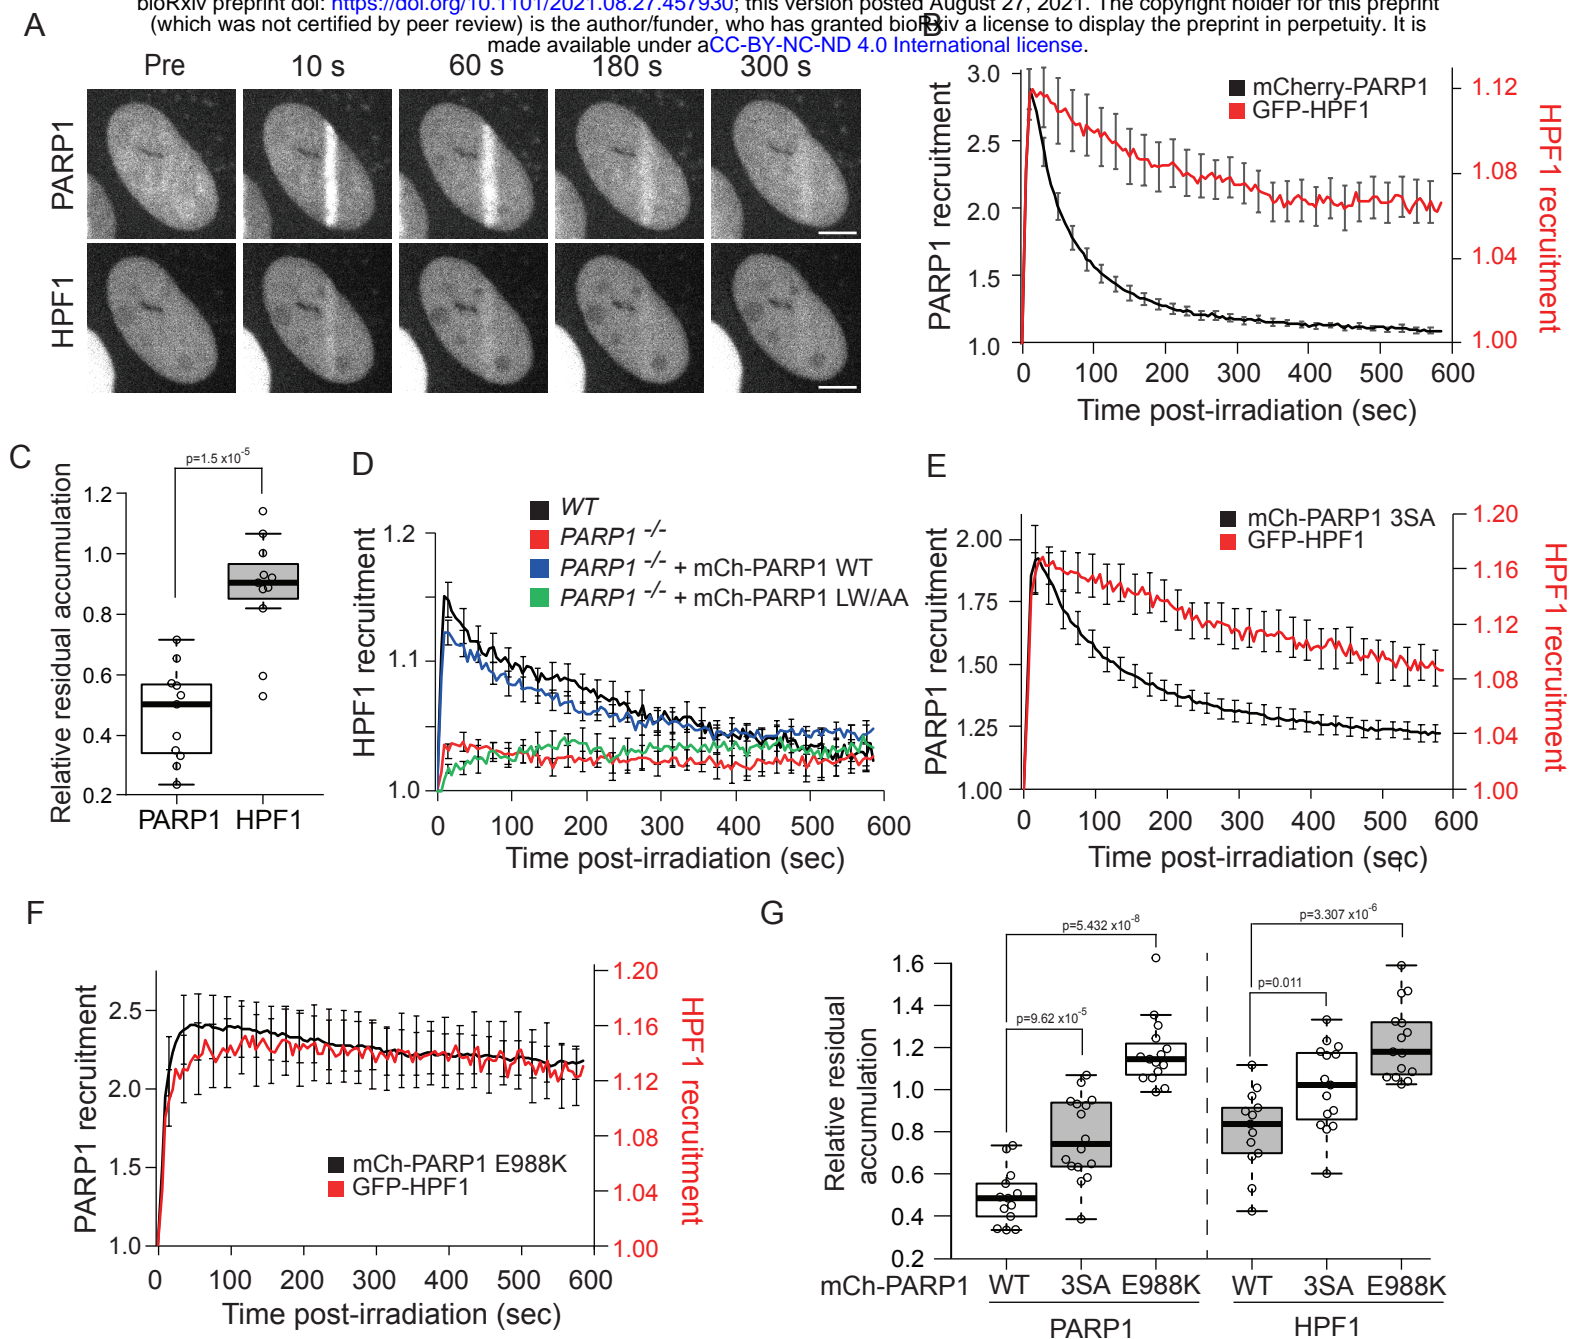 bioRxiv preprint doi: https://doi.org/10.1101/2021.08.27.457930; this version posted August 27, 2021. The copyright holder for this preprint
(which was not certified by peer review) is the author/funder, who has granted bioRxiv a license to display the preprint in perpetuity. It is
made available under aCC-BY-NC-ND 4.0 International license.
A
Pre 10 s 60 s 180 s 300 s
PARP1
HPF1
B
mCherry-PARP1
GFP-HPF1
PARP1 recruitment
3.0
2.5
2.0
1.5
1.0
HPF1 recruitment
1.12
1.08
1.04
1.00
0 100 200 300 400 500 600
Time post-irradiation (sec)
C
p=1.5 x10-5
Relative residual accumulation
1.2
1.0
0.8
0.6
0.4
0.2
PARP1 HPF1
D
WT
PARP1 -/-
PARP1 -/- + mCh-PARP1 WT
PARP1 -/- + mCh-PARP1 LW/AA
HPF1 recruitment
1.2
1.1
1.0
0 100 200 300 400 500 600
Time post-irradiation (sec)
E
mCh-PARP1 3SA
GFP-HPF1
PARP1 recruitment
2.00
1.75
1.50
1.25
1.00
HPF1 recruitment
1.20
1.16
1.12
1.08
1.04
1.00
0 100 200 300 400 500 600
Time post-irradiation (sec)
F
PARP1 recruitment
2.5
2.0
1.5
1.0
HPF1 recruitment
1.20
1.16
1.12
1.08
1.04
1.00
mCh-PARP1 E988K
GFP-HPF1
0 100 200 300 400 500 600
Time post-irradiation (sec)
G
p=5.432 x10-8
p=9.62 x10-5
p=3.307 x10-6
p=0.011
Relative residual
accumulation
1.6
1.4
1.2
1.0
0.8
0.6
0.4
0.2
mCh-PARP1 WT 3SA E988K WT 3SA E988K
PARP1 HPF1